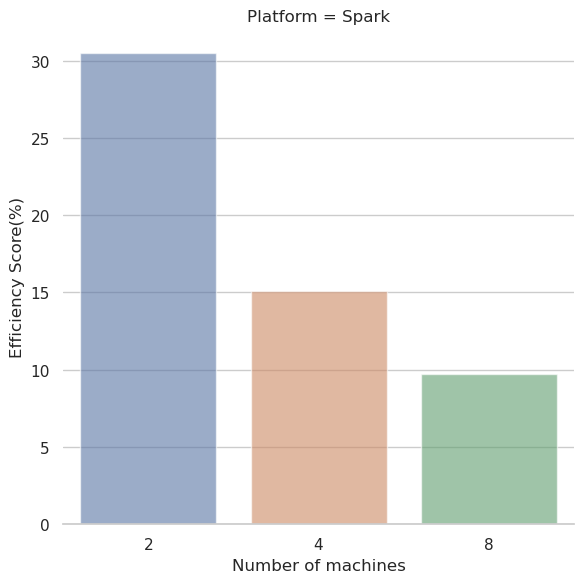 Platform = Spark
30
25
20
15
10
5
0
Efficiency Score(%)
2 4 8
Number of machines